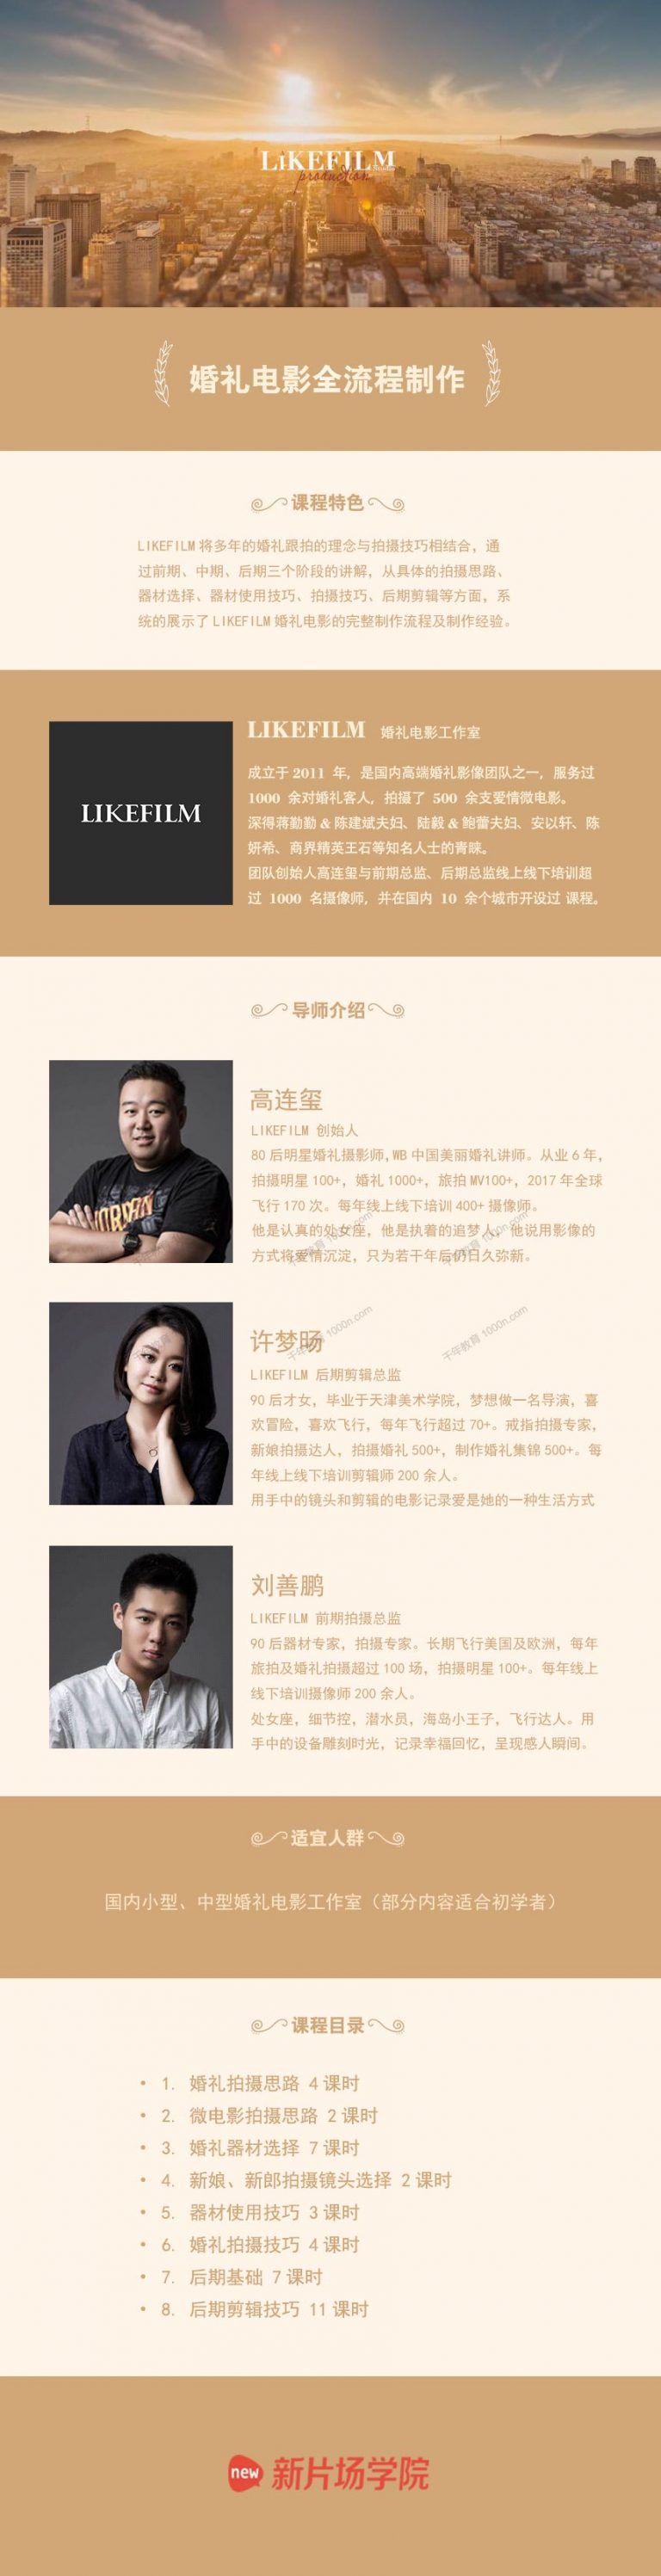 LiKEFILM
production
婚礼电影全流程制作
课程特色
LIKEFILM 将多年的婚礼跟拍的理念与拍摄技巧相结合，通
过前期、中期、后期三个阶段的讲解，从具体的拍摄思路、
器材选择、器材使用技巧、拍摄技巧、后期剪辑等方面，系
统的展示了 LIKEFILM 婚礼电影的完整制作流程及制作经验。
LIKEFILM
LIKEFILM 婚礼电影工作室
成立于 2011 年，是国内高端婚礼影像团队之一，服务过
1000 余对婚礼客人，拍摄了 500 余支爱情微电影。
深得蒋勤勤 & 陈建斌夫妇、陆毅 & 鲍蕾夫妇、安以轩、陈
妍希、商界精英王石等知名人士的青睐。
团队创始人高连玺与前期总监、后期总监线上线下培训超
过 1000 名摄像师，并在国内 10 余个城市开设过 课程。
导师介绍
高连玺
LIKEFILM 创始人
80 后明星婚礼摄影师，WB 中国美丽婚礼讲师。从业 6 年，
拍摄明星 100+，婚礼 1000+，旅拍 MV100+，2017 年全球
飞行 170 次。每年线上线下培训 400+ 摄像师。
他是认真的处女座，他是执着的追梦人，他说用影像的
方式将爱情沉淀，只为若干年后仍日久弥新。
千年教育 1000n.com
千年教育 1000n.com
许梦旸
LIKEFILM 后期剪辑总监
90 后才女，毕业于天津美术学院，梦想做一名导演，喜
欢冒险，喜欢飞行，每年飞行超过 70+。戒指拍摄专家，
新娘拍摄达人，拍摄婚礼 500+，制作婚礼集锦 500+。每
年线上线下培训剪辑师 200 余人。
用手中的镜头和剪辑的电影记录爱是她的一种生活方式
千年教育 1000n.com
千年教育 1000n.com
刘善鹏
LIKEFILM 前期拍摄总监
90 后器材专家，拍摄专家。长期飞行美国及欧洲，每年
旅拍及婚礼拍摄超过 100 场，拍摄明星 100+。每年线上
线下培训摄像师 200 余人。
处女座，细节控，潜水员，海岛小王子，飞行达人。用
手中的设备雕刻时光，记录幸福回忆，呈现感人瞬间。
适宜人群
国内小型、中型婚礼电影工作室（部分内容适合初学者）
课程目录
• 1. 婚礼拍摄思路 4 课时
• 2. 微电影拍摄思路 2 课时
• 3. 婚礼器材选择 7 课时
• 4. 新娘、新郎拍摄镜头选择 2 课时
• 5. 器材使用技巧 3 课时
• 6. 婚礼拍摄技巧 4 课时
• 7. 后期基础 7 课时
• 8. 后期剪辑技巧 11 课时
new 新片场学院